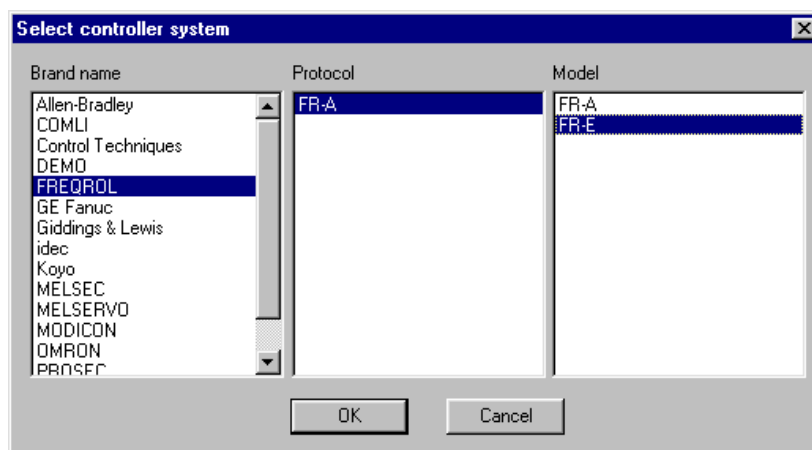 Select controller system
Brand name
Allen-Bradley
COMLI
Control Techniques
DEMO
FREQROL
GE Fanuc
Giddings & Lewis
idec
Koyo
MELSEC
MELSERVO
MODICON
OMRON
PROSEC
Protocol
FR-A
Model
FR-A
FR-E
OK
Cancel